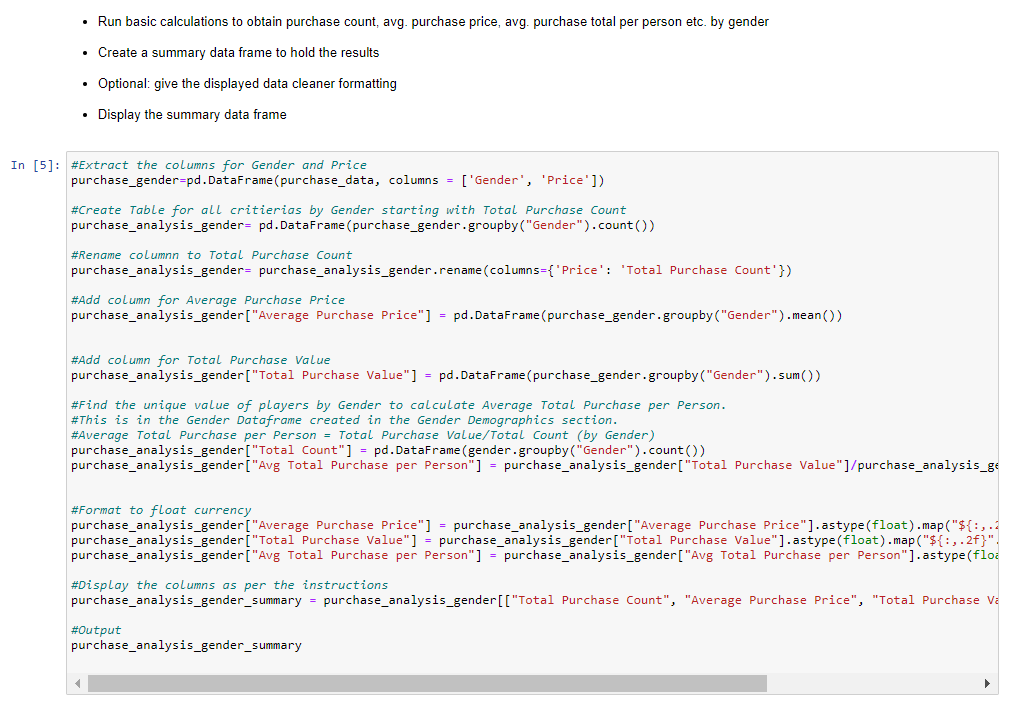 Run basic calculations to obtain purchase count, avg. purchase price, avg. purchase total per person etc. by gender
Create a summary data frame to hold the results
Optional: give the displayed data cleaner formatting
Display the summary data frame
In [5]:
#Extract the columns for Gender and Price
purchase_gender=pd.DataFrame(purchase_data, columns = ['Gender', 'Price'])
#Create Table for all critierias by Gender starting with Total Purchase Count
purchase_analysis_gender= pd.DataFrame(purchase_gender.groupby("Gender").count())
#Rename columnn to Total Purchase Count
purchase_analysis_gender= purchase_analysis_gender.rename(columns={'Price': 'Total Purchase Count'})
#Add column for Average Purchase Price
purchase_analysis_gender["Average Purchase Price"] = pd.DataFrame(purchase_gender.groupby("Gender").mean())
#Add column for Total Purchase Value
purchase_analysis_gender["Total Purchase Value"] = pd.DataFrame(purchase_gender.groupby("Gender").sum())
#Find the unique value of players by Gender to calculate Average Total Purchase per Person.
#This is in the Gender Dataframe created in the Gender Demographics section.
#Average Total Purchase per Person = Total Purchase Value/Total Count (by Gender)
purchase_analysis_gender["Total Count"] = pd.DataFrame(gender.groupby("Gender").count())
purchase_analysis_gender["Avg Total Purchase per Person"] = purchase_analysis_gender["Total Purchase Value"]/purchase_analysis_ge
#Format to float currency
purchase_analysis_gender["Average Purchase Price"] = purchase_analysis_gender["Average Purchase Price"].astype(float).map("${:,.2
purchase_analysis_gender["Total Purchase Value"] = purchase_analysis_gender["Total Purchase Value"].astype(float).map("${:,.2f}".
purchase_analysis_gender["Avg Total Purchase per Person"] = purchase_analysis_gender["Avg Total Purchase per Person"].astype(floa
#Display the columns as per the instructions
purchase_analysis_gender_summary = purchase_analysis_gender[["Total Purchase Count", "Average Purchase Price", "Total Purchase Va
#Output
purchase_analysis_gender_summary